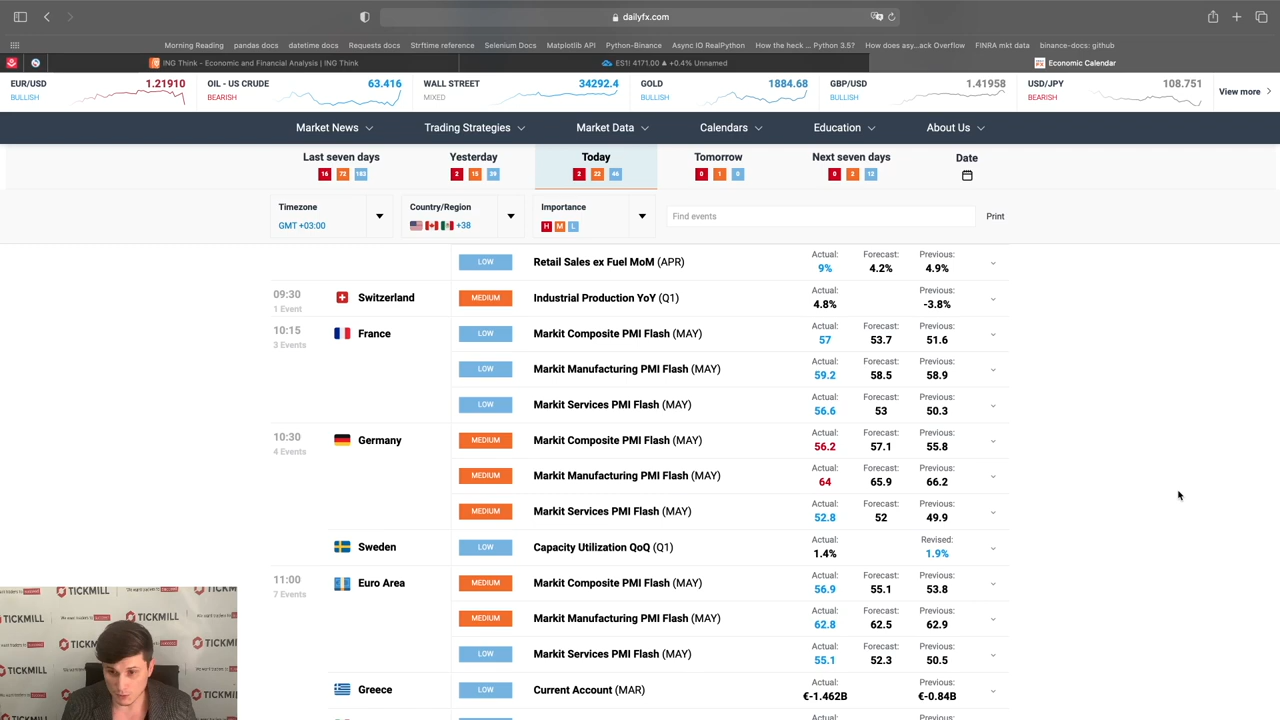 dailyfx.com
Morning Reading pandas docs datetime docs Requests docs Strftime reference Selenium Docs Matplotlib API Python-Binance Async IO RealPython How the heck ... Python 3.5? How does asy...ack Overflow FINRA mkt data binance-docs: github
ING Think - Economic and Financial Analysis | ING Think ES1! 4171.00 ▲ +0.4% Unnamed Economic Calendar
EUR/USD 1.21910 OIL - US CRUDE 63.416 WALL STREET 34292.4 GOLD 1884.68 GBP/USD 1.41958 USD/JPY 108.751 View more
BULLISH BEARISH MIXED BULLISH BULLISH BEARISH
Market News Trading Strategies Market Data Calendars Education About Us
Last seven days Yesterday Today Tomorrow Next seven days Date
16 72 182 2 15 39 2 22 46 0 1 0 0 2 12
Timezone Country/Region Importance Find events Print
GMT +03:00 +38 H M L
LOW Retail Sales ex Fuel MoM (APR) Actual: Forecast: Previous:
9% 4.2% 4.9%
09:30 Switzerland MEDIUM Industrial Production YoY (Q1) Actual: Previous:
1 Event 4.8% -3.8%
10:15 France LOW Markit Composite PMI Flash (MAY) Actual: Forecast: Previous:
3 Events 57 53.7 51.6
LOW Markit Manufacturing PMI Flash (MAY) Actual: Forecast: Previous:
59.2 58.5 58.9
LOW Markit Services PMI Flash (MAY) Actual: Forecast: Previous:
56.6 53 50.3
10:30 Germany MEDIUM Markit Composite PMI Flash (MAY) Actual: Forecast: Previous:
4 Events 56.2 57.1 55.8
MEDIUM Markit Manufacturing PMI Flash (MAY) Actual: Forecast: Previous:
64 65.9 66.2
MEDIUM Markit Services PMI Flash (MAY) Actual: Forecast: Previous:
52.8 52 49.9
Sweden LOW Capacity Utilization QoQ (Q1) Actual: Revised:
1.4% 1.9%
11:00 Euro Area MEDIUM Markit Composite PMI Flash (MAY) Actual: Forecast: Previous:
7 Events 56.9 55.1 53.8
MEDIUM Markit Manufacturing PMI Flash (MAY) Actual: Forecast: Previous:
62.8 62.5 62.9
LOW Markit Services PMI Flash (MAY) Actual: Forecast: Previous:
55.1 52.3 50.5
Greece LOW Current Account (MAR) Actual: Previous:
€-1.462B €-0.84B
Actual: Forecast: Previous:
TICKMILL
TICKMILL
TICKMILL
TICKMILL